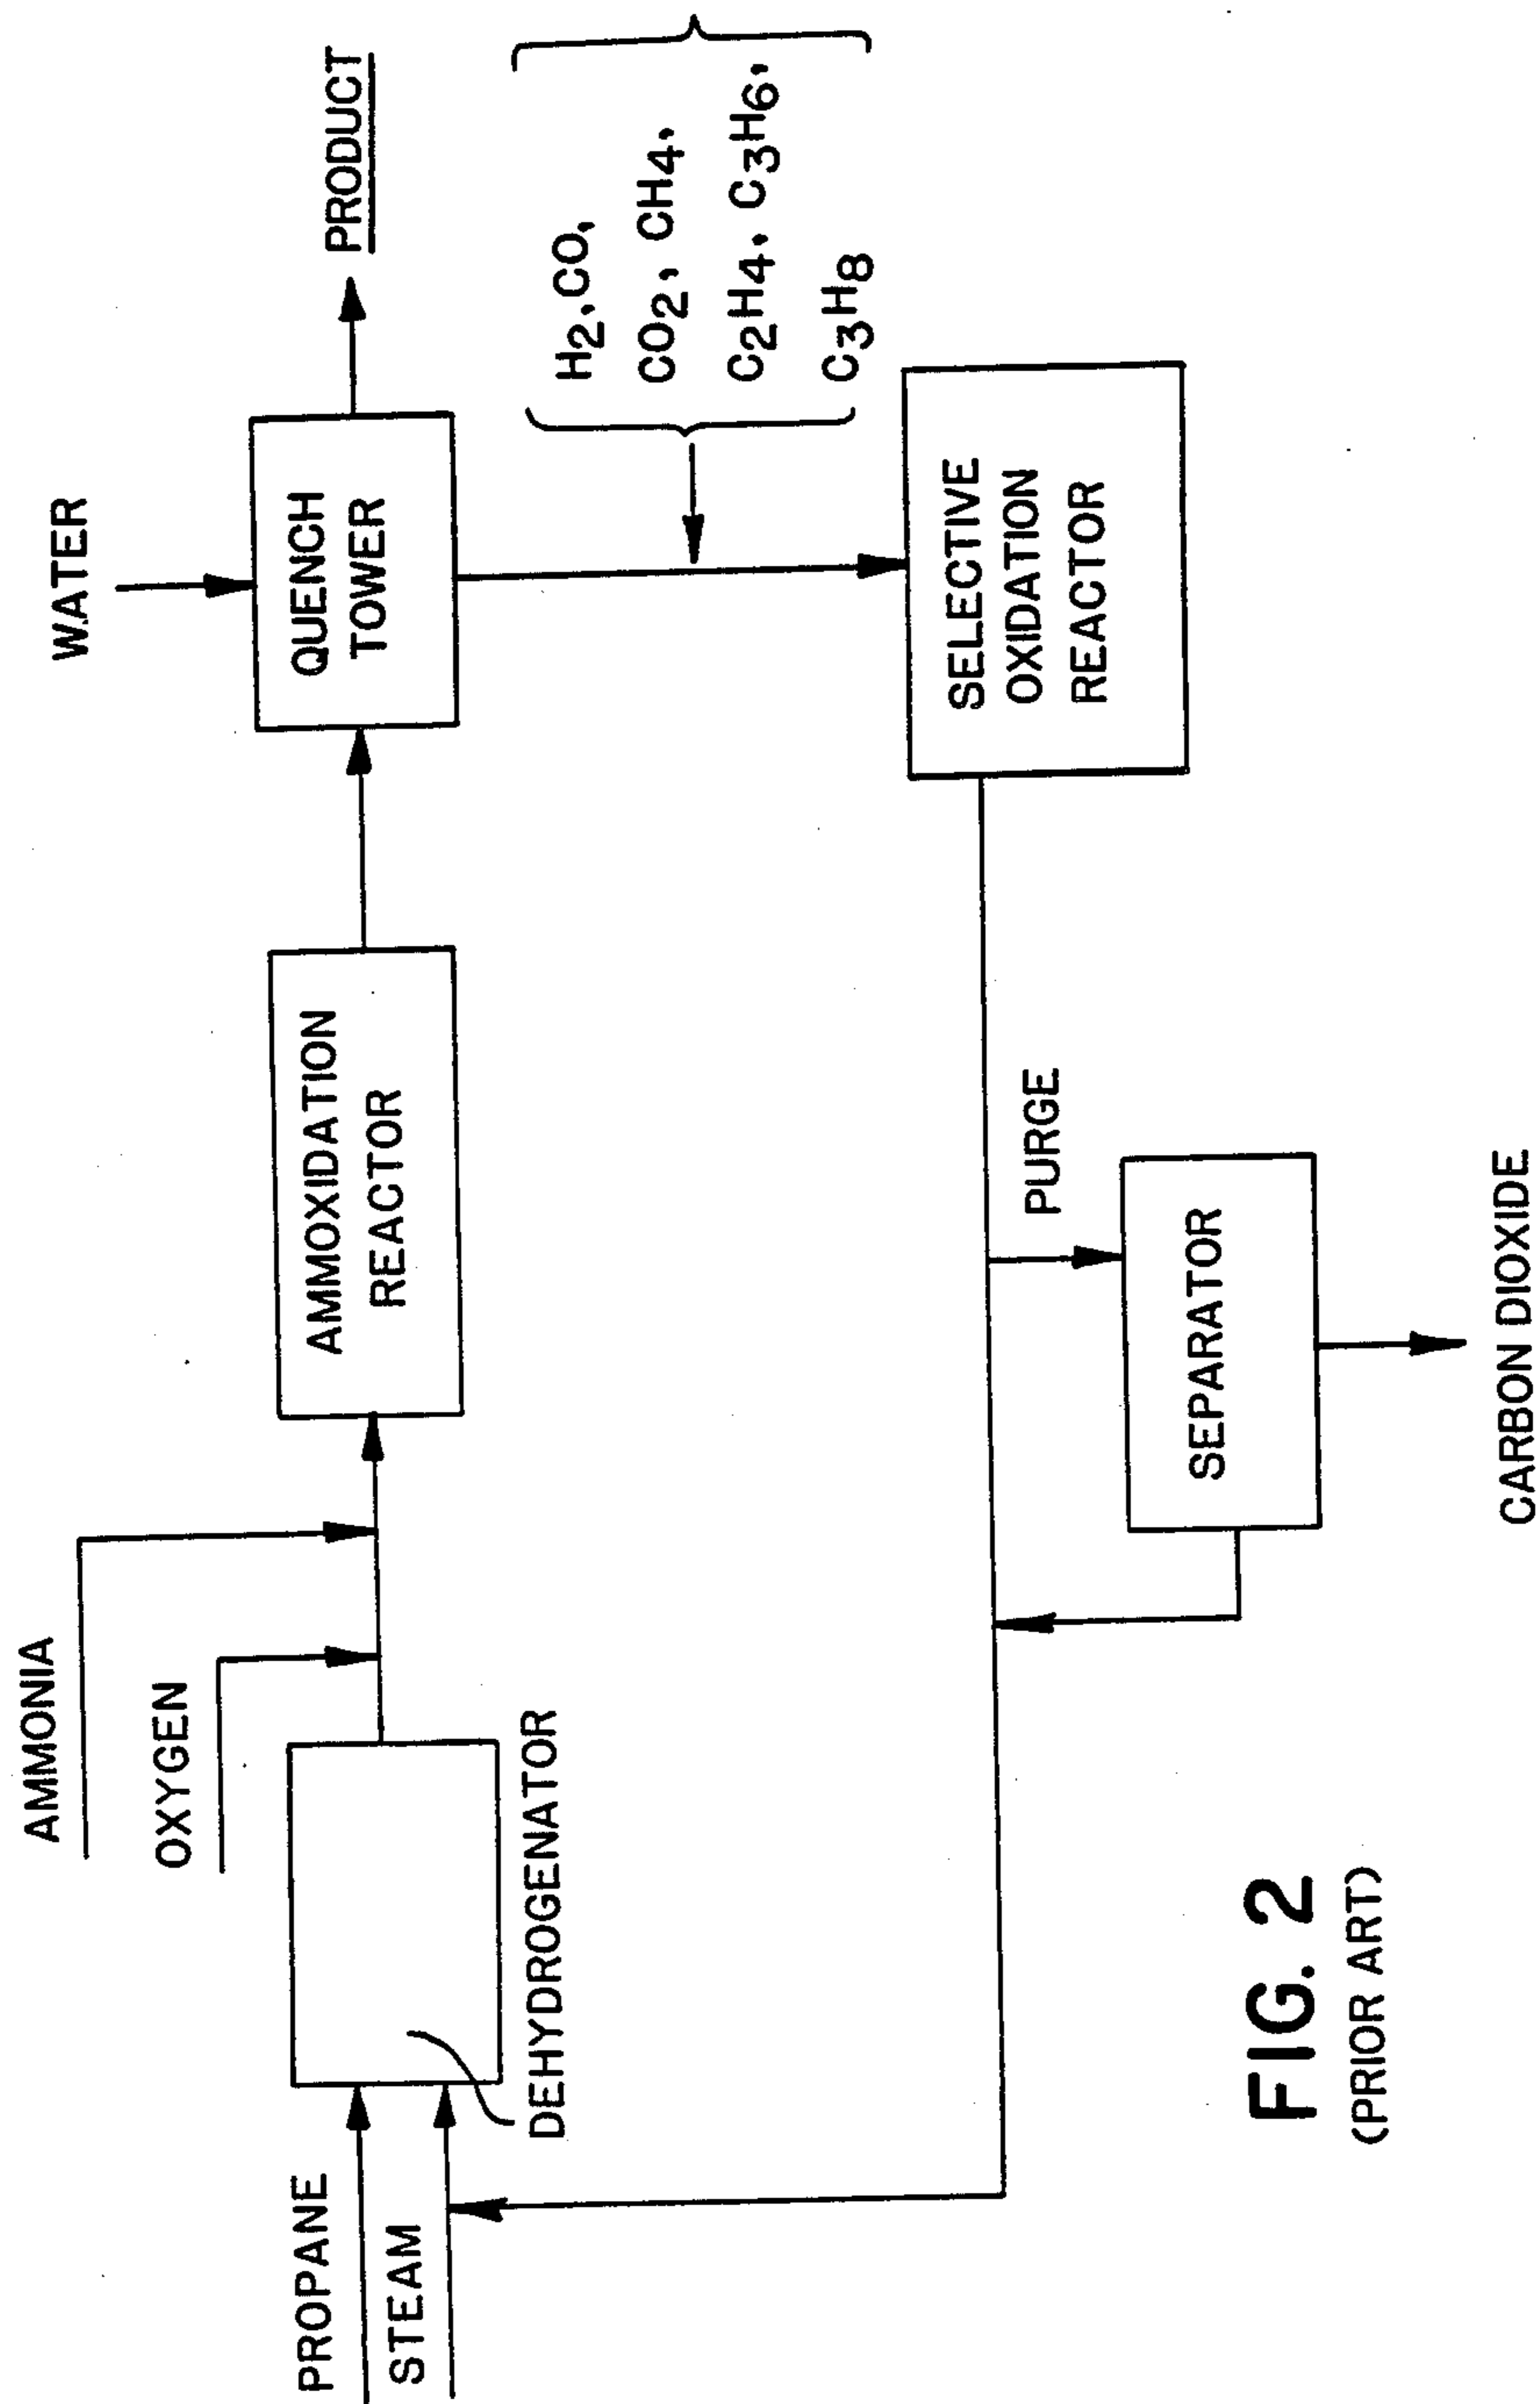 AMMONIA
OXYGEN
WATER
PROPANE
STEAM
DEHYDROGENATOR
AMMOXIDATION
REACTOR
QUENCH
TOWER
PRODUCT
H2, CO,
CO2, CH4,
C2H4, C3H6,
C3H8
SELECTIVE
OXIDATION
REACTOR
PURGE
SEPARATOR
CARBON DIOXIDE
FIG. 2
(PRIOR ART)